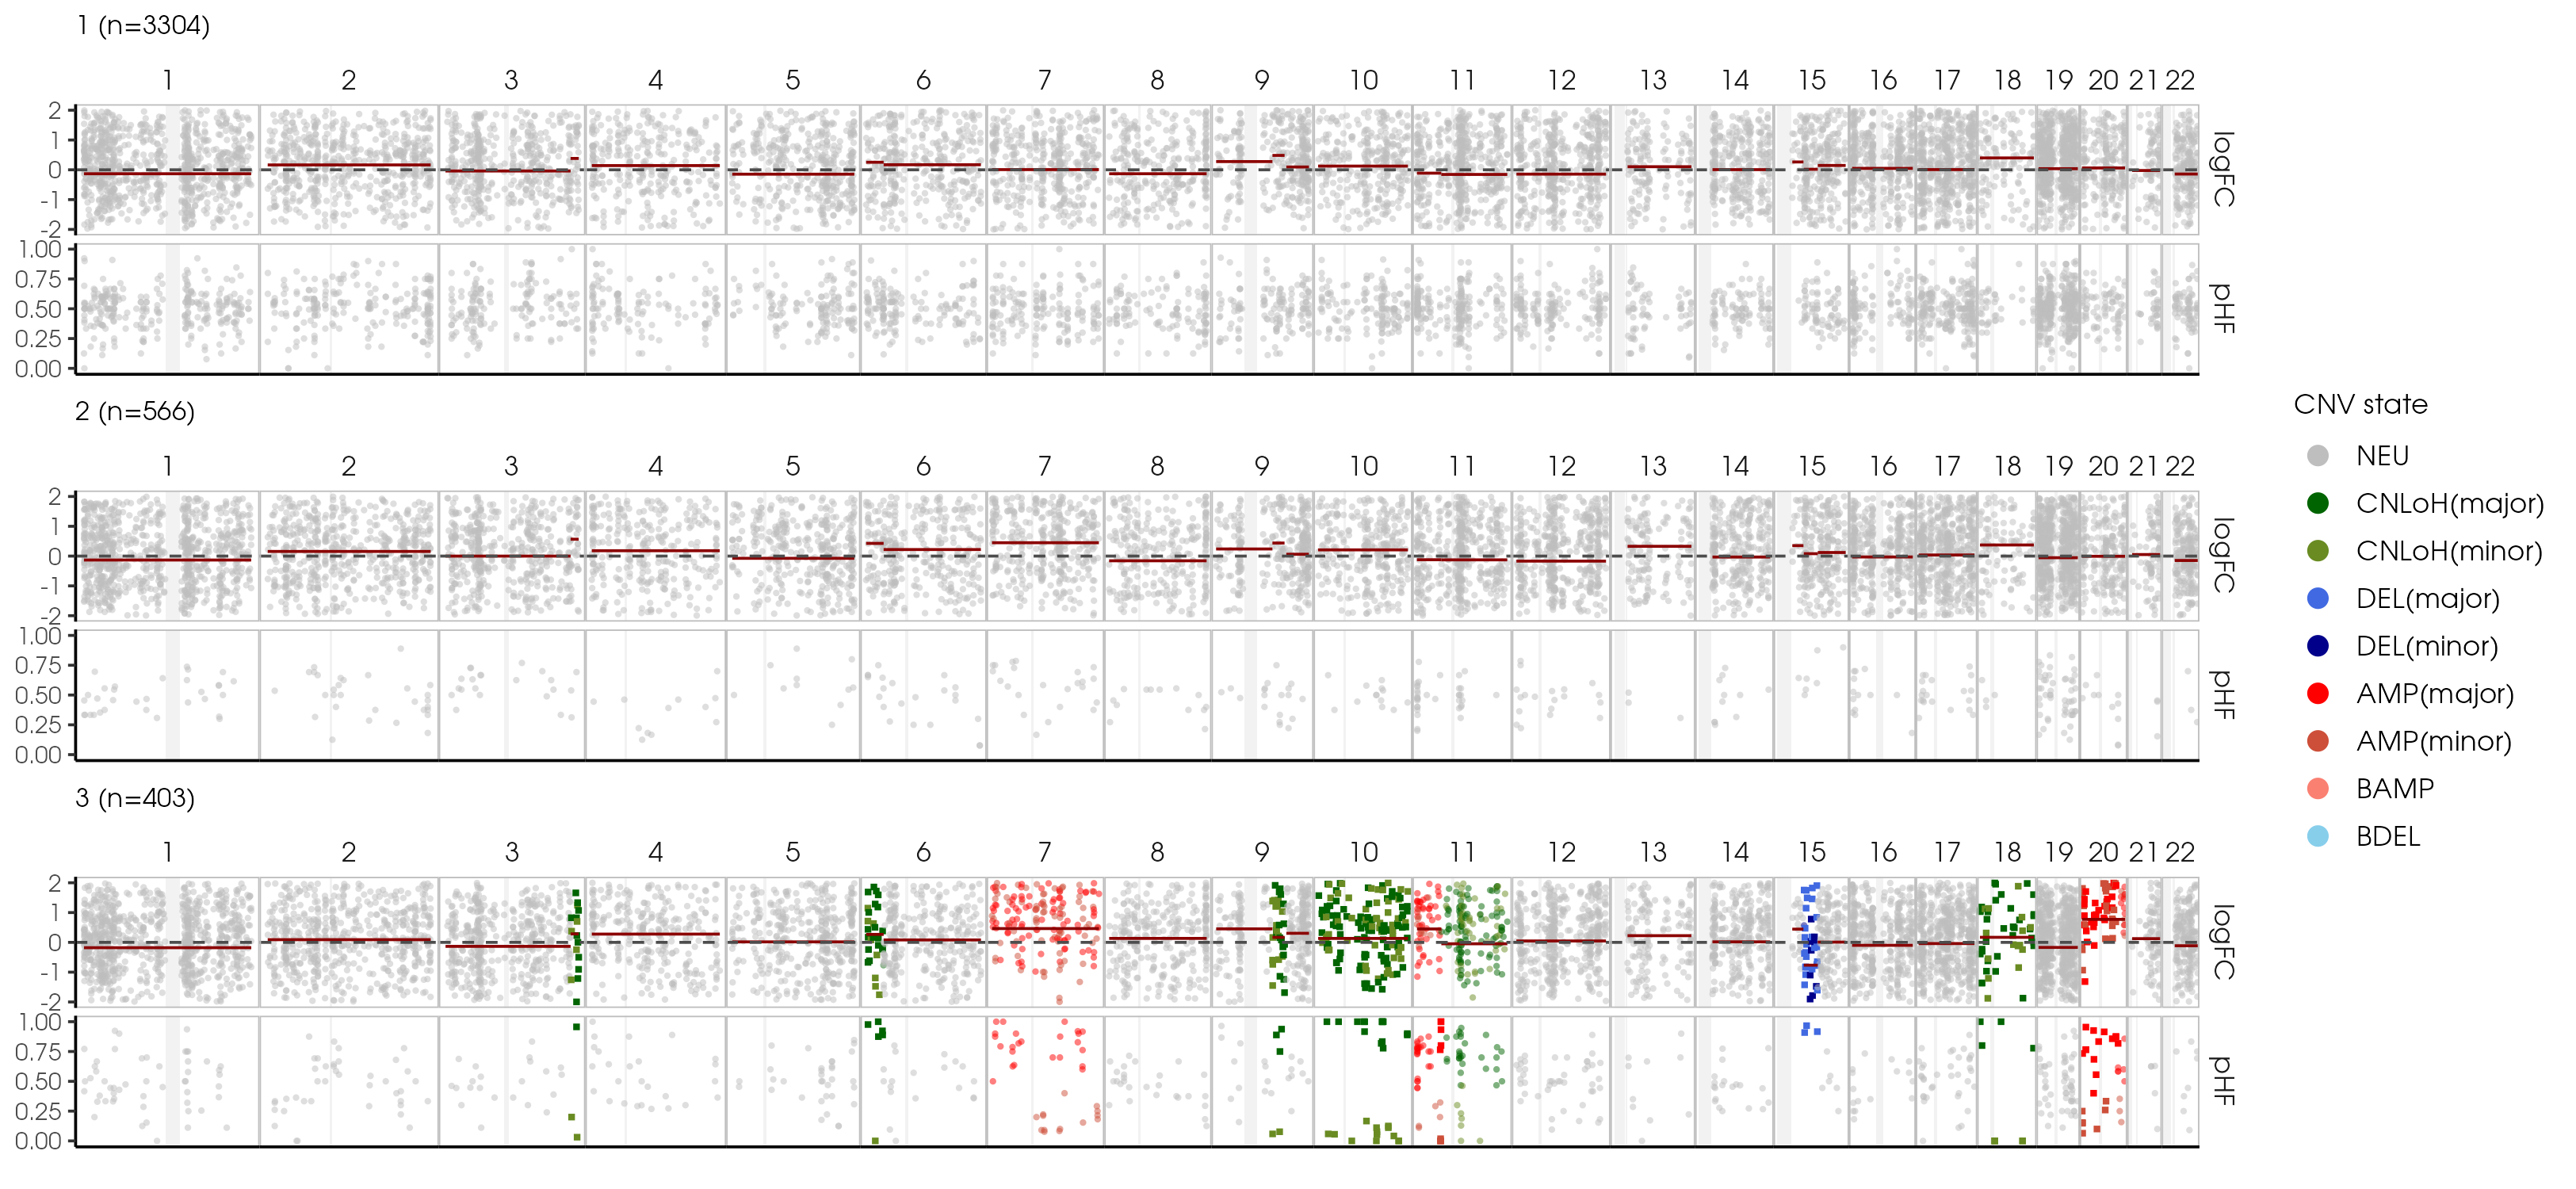 1 (n=3304)
1 2 3 4 5 6 7 8 9 10 11 12 13 14 15 16 17 18 19 20 21 22
2
1
0
-1
-2
logFC
1.00
0.75
0.50
0.25
0.00
pHF
2 (n=566)
1 2 3 4 5 6 7 8 9 10 11 12 13 14 15 16 17 18 19 20 21 22
2
1
0
-1
-2
logFC
1.00
0.75
0.50
0.25
0.00
pHF
3 (n=403)
1 2 3 4 5 6 7 8 9 10 11 12 13 14 15 16 17 18 19 20 21 22
2
1
0
-1
-2
logFC
1.00
0.75
0.50
0.25
0.00
pHF
CNV state
NEU
CNLoH(major)
CNLoH(minor)
DEL(major)
DEL(minor)
AMP(major)
AMP(minor)
BAMP
BDEL